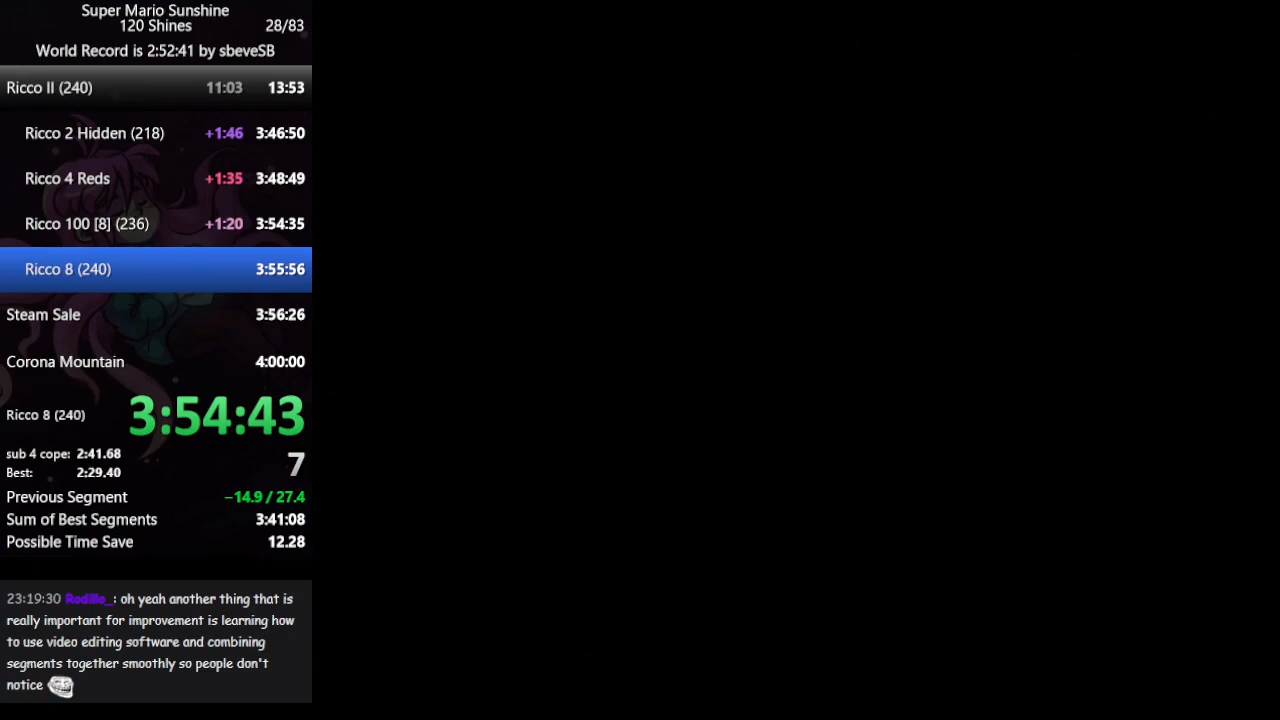 Super Mario Sunshine
120 Shines 28/83
World Record is 2:52:41 by sbeveSB
Ricco II (240) 11:03 13:53
Ricco 2 Hidden (218) +1:46 3:46:50
Ricco 4 Reds +1:35 3:48:49
Ricco 100 [8] (236) +1:20 3:54:35
Ricco 8 (240) 3:55:56
Steam Sale 3:56:26
Corona Mountain 4:00:00
Ricco 8 (240) 3:54:43
sub 4 cope: 2:41.68
Best: 2:29.40 7
Previous Segment −14.9 / 27.4
Sum of Best Segments 3:41:08
Possible Time Save 12.28
23:19:30 Rodillo_: oh yeah another thing that is
really important for improvement is learning how
to use video editing software and combining
segments together smoothly so people don't
notice